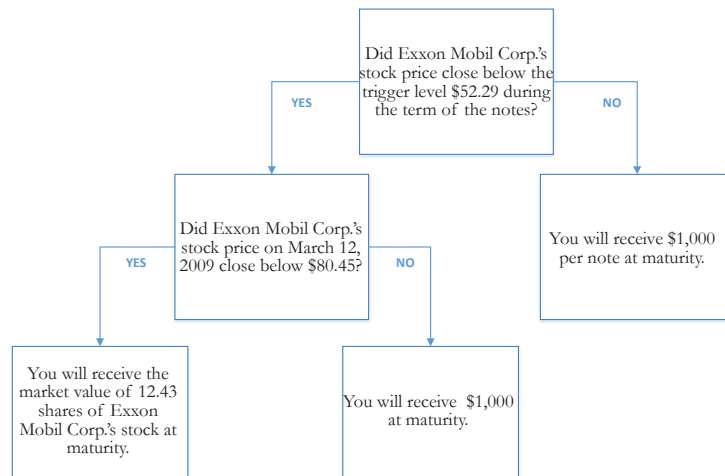 Did Exxon Mobil Corp.'s
stock price close below the
trigger level $52.29 during
the term of the notes?
YES
NO
Did Exxon Mobil Corp.'s
stock price on March 12,
2009 close below $80.45?
You will receive $1,000
per note at maturity.
YES
NO
You will receive the
market value of 12.43
shares of Exxon
Mobil Corp.'s stock at
maturity.
You will receive $1,000
at maturity.